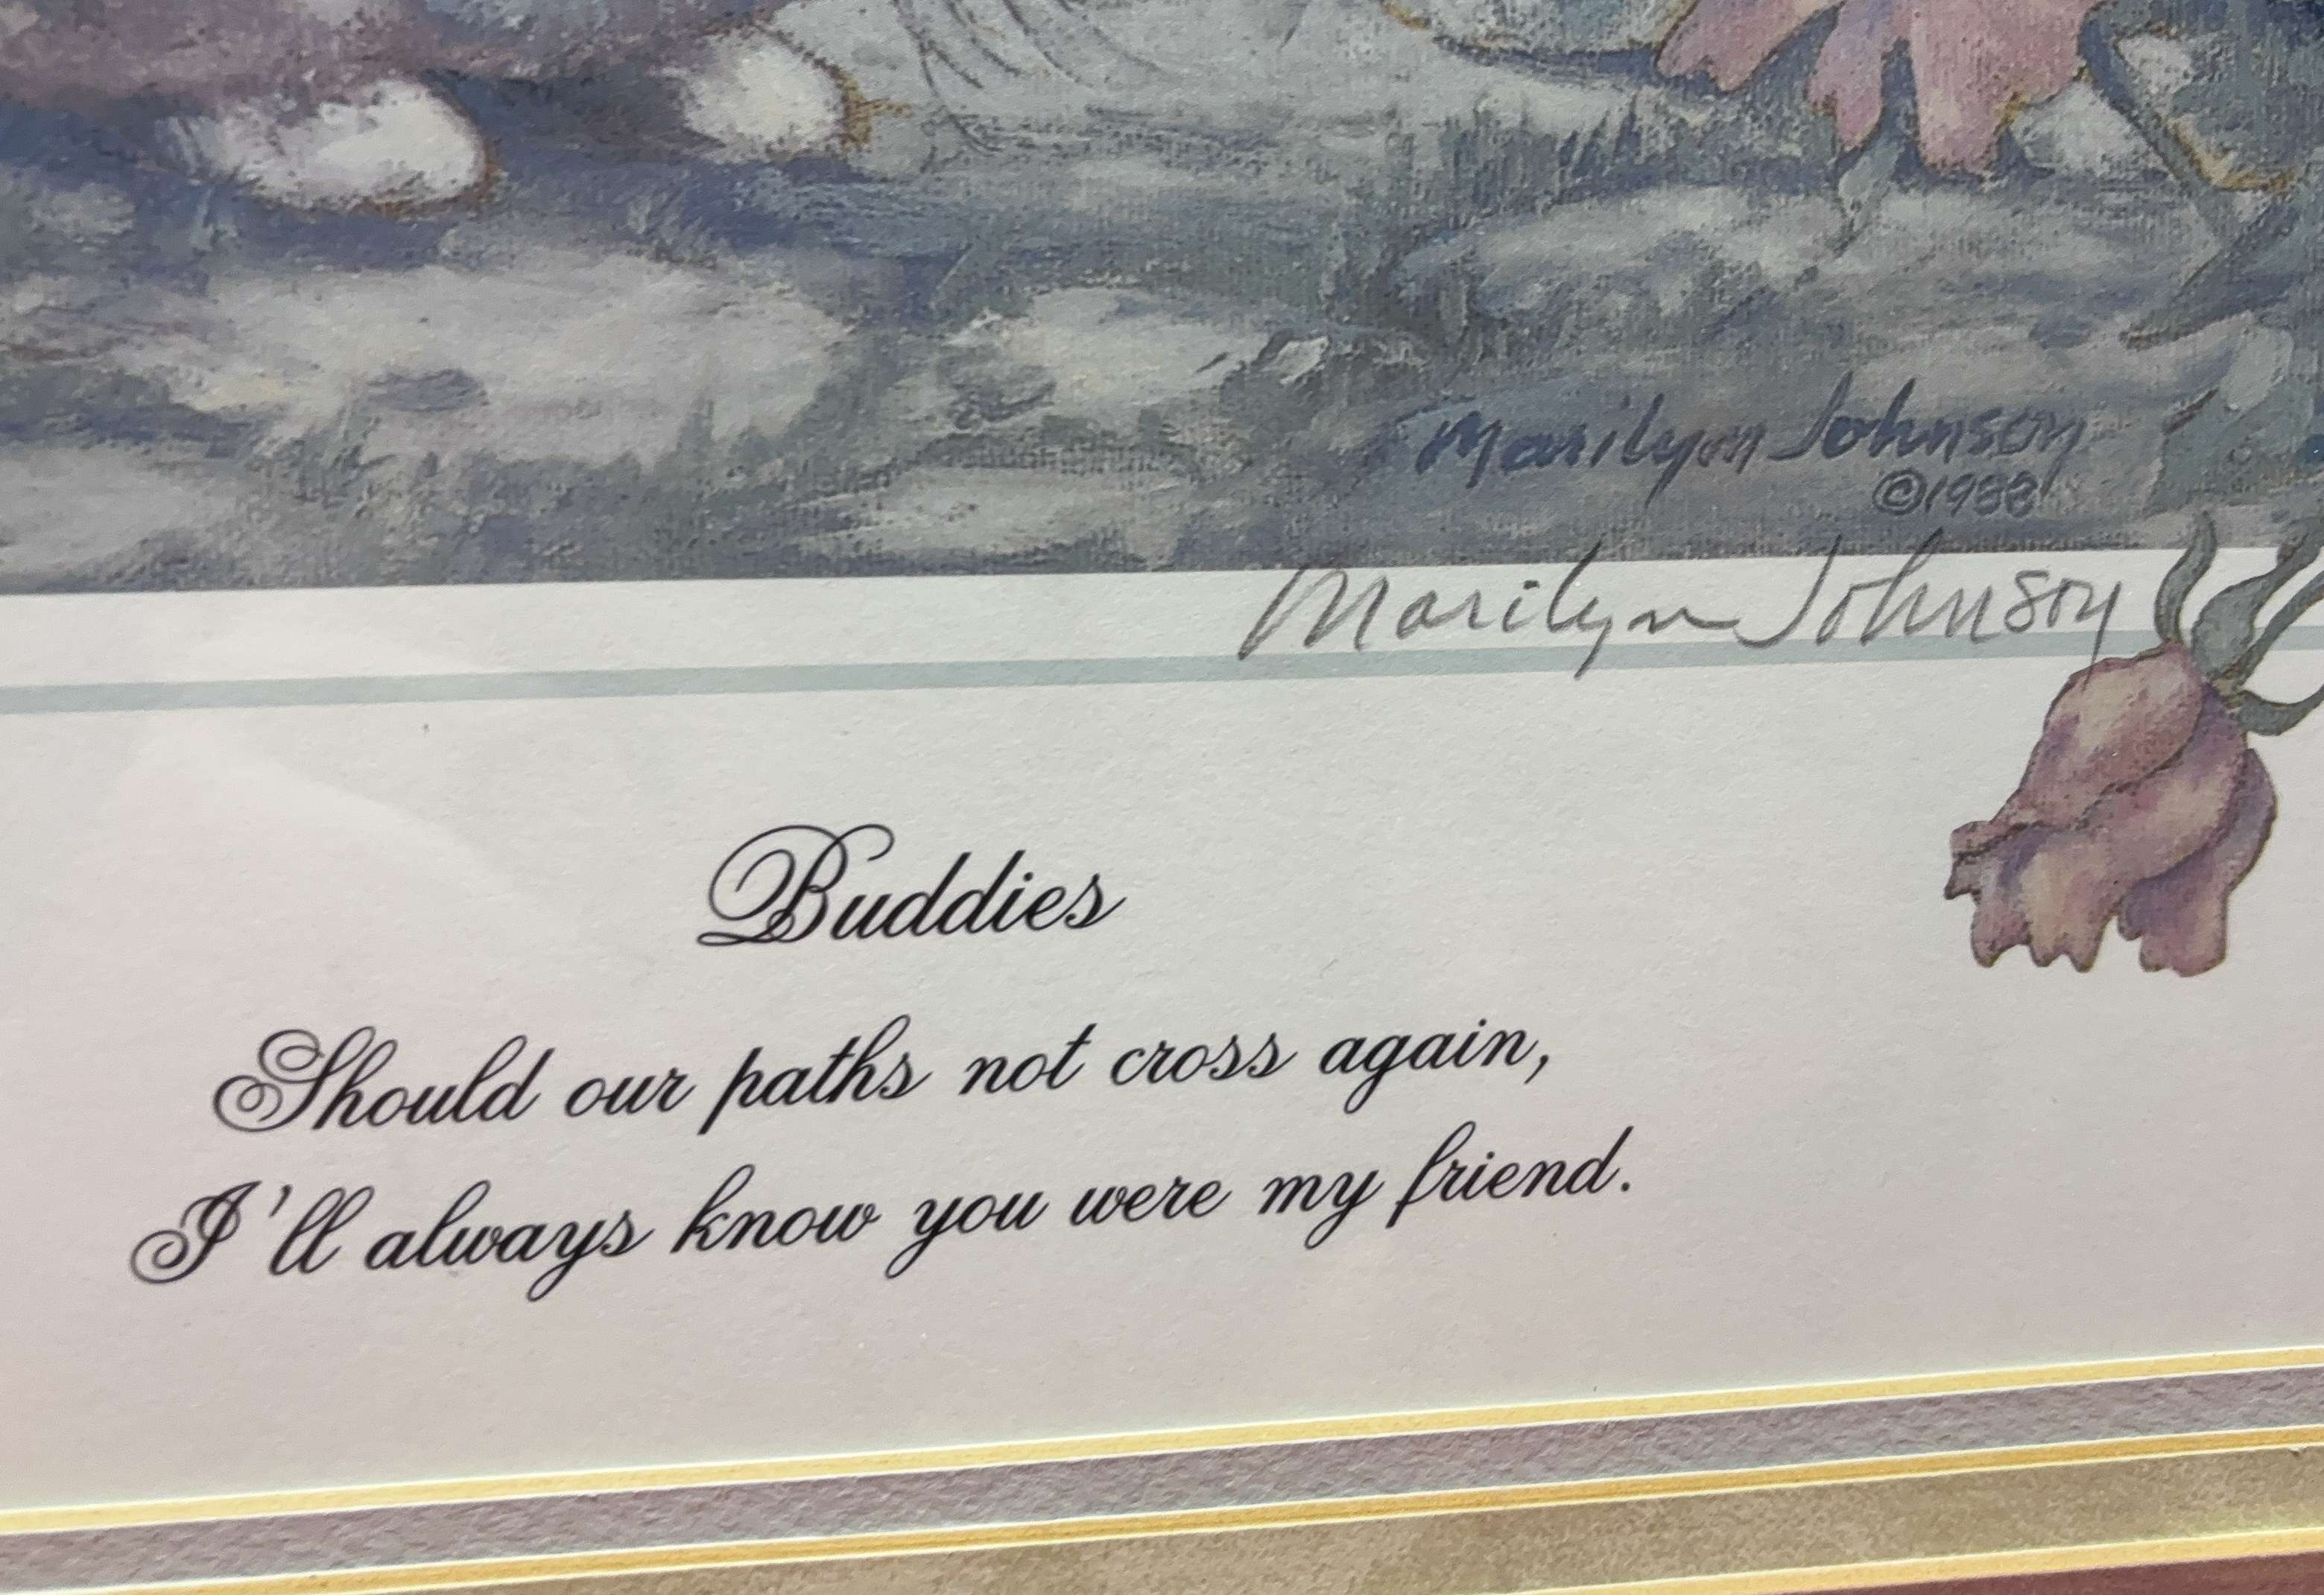 Marilyn Johnson
©1988
Marilyn Johnson
Buddies
Should our paths not cross again,
I'll always know you were my friend.